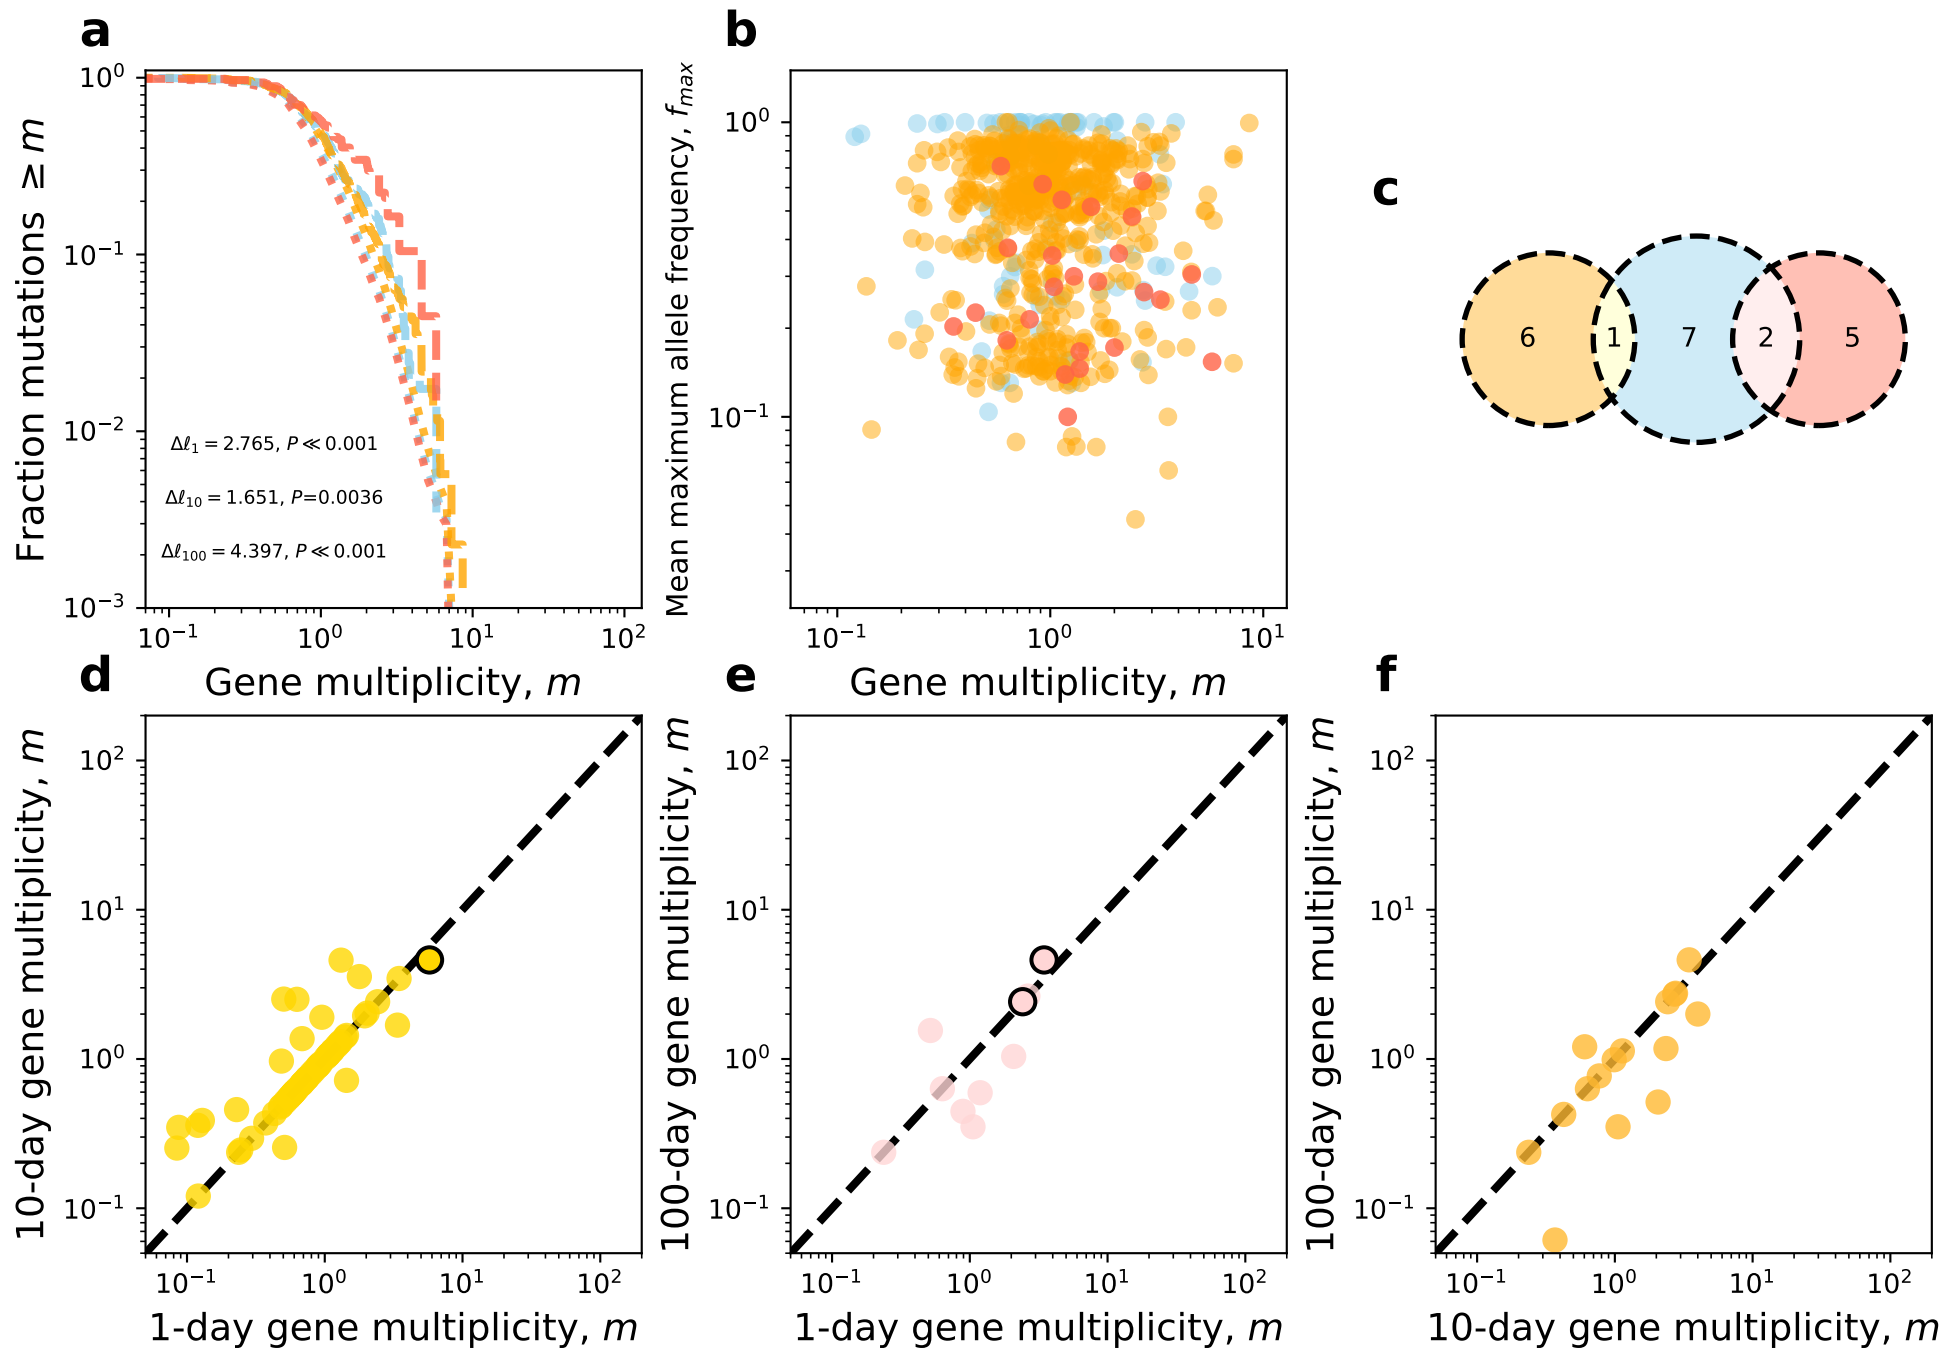 a
Fraction mutations ≥ m
10⁰
10⁻¹
10⁻²
10⁻³
Δℓ₁ = 2.765, P ≪ 0.001
Δℓ₁₀ = 1.651, P=0.0036
Δℓ₁₀₀ = 4.397, P ≪ 0.001
10⁻¹ 10⁰ 10¹ 10²
Gene multiplicity, m
b
Mean maximum allele frequency, f_max
10⁰
10⁻¹
10⁻¹ 10⁰ 10¹
Gene multiplicity, m
c
6 1 7 2 5
d
10-day gene multiplicity, m
10²
10¹
10⁰
10⁻¹
10⁻¹ 10⁰ 10¹ 10²
1-day gene multiplicity, m
e
100-day gene multiplicity, m
10²
10¹
10⁰
10⁻¹
10⁻¹ 10⁰ 10¹ 10²
1-day gene multiplicity, m
f
100-day gene multiplicity, m
10²
10¹
10⁰
10⁻¹
10⁻¹ 10⁰ 10¹ 10²
10-day gene multiplicity, m